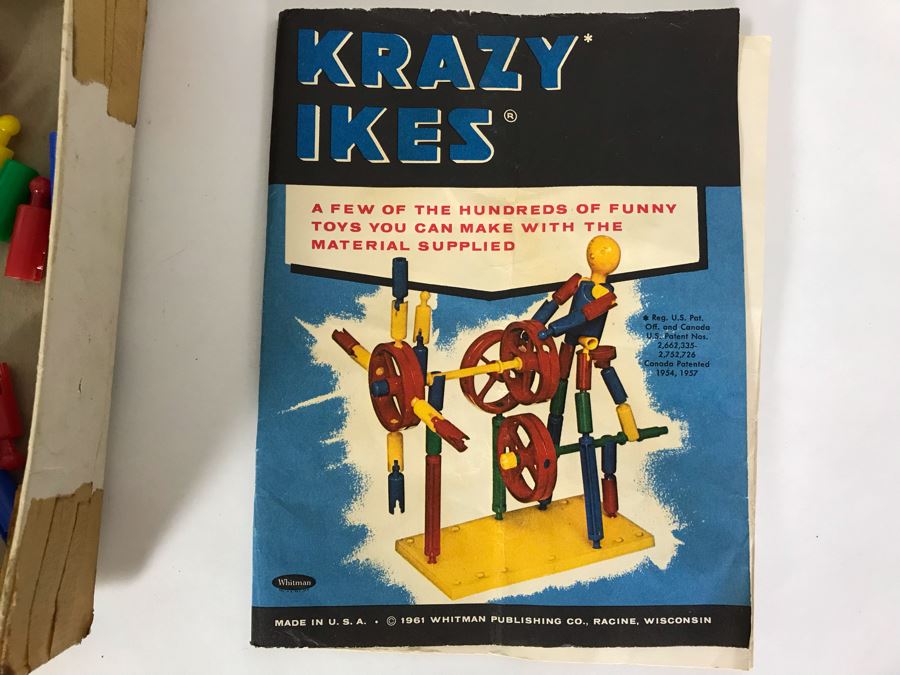 KRAZY*
IKES®
A FEW OF THE HUNDREDS OF FUNNY
TOYS YOU CAN MAKE WITH THE
MATERIAL SUPPLIED
* Reg. U.S. Pat.
Off. and Canada
U.S. Patent Nos.
2,662,335-
2,752,726
Canada Patented
1954, 1957
Whitman
MADE IN U. S. A. • © 1961 WHITMAN PUBLISHING CO., RACINE, WISCONSIN